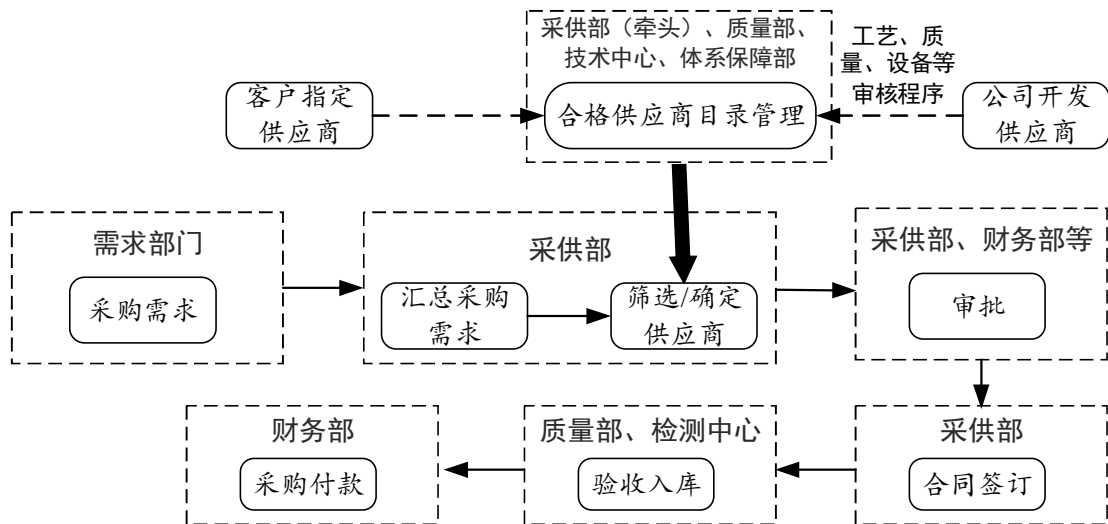 采供部（牵头）、质量部、
技术中心、体系保障部
工艺、质
量、设备等
审核程序
客户指定
供应商
合格供应商目录管理
公司开发
供应商
需求部门
采购需求
采供部
汇总采购
需求
筛选/确定
供应商
采供部、财务部等
审批
财务部
采购付款
质量部、检测中心
验收入库
采供部
合同签订